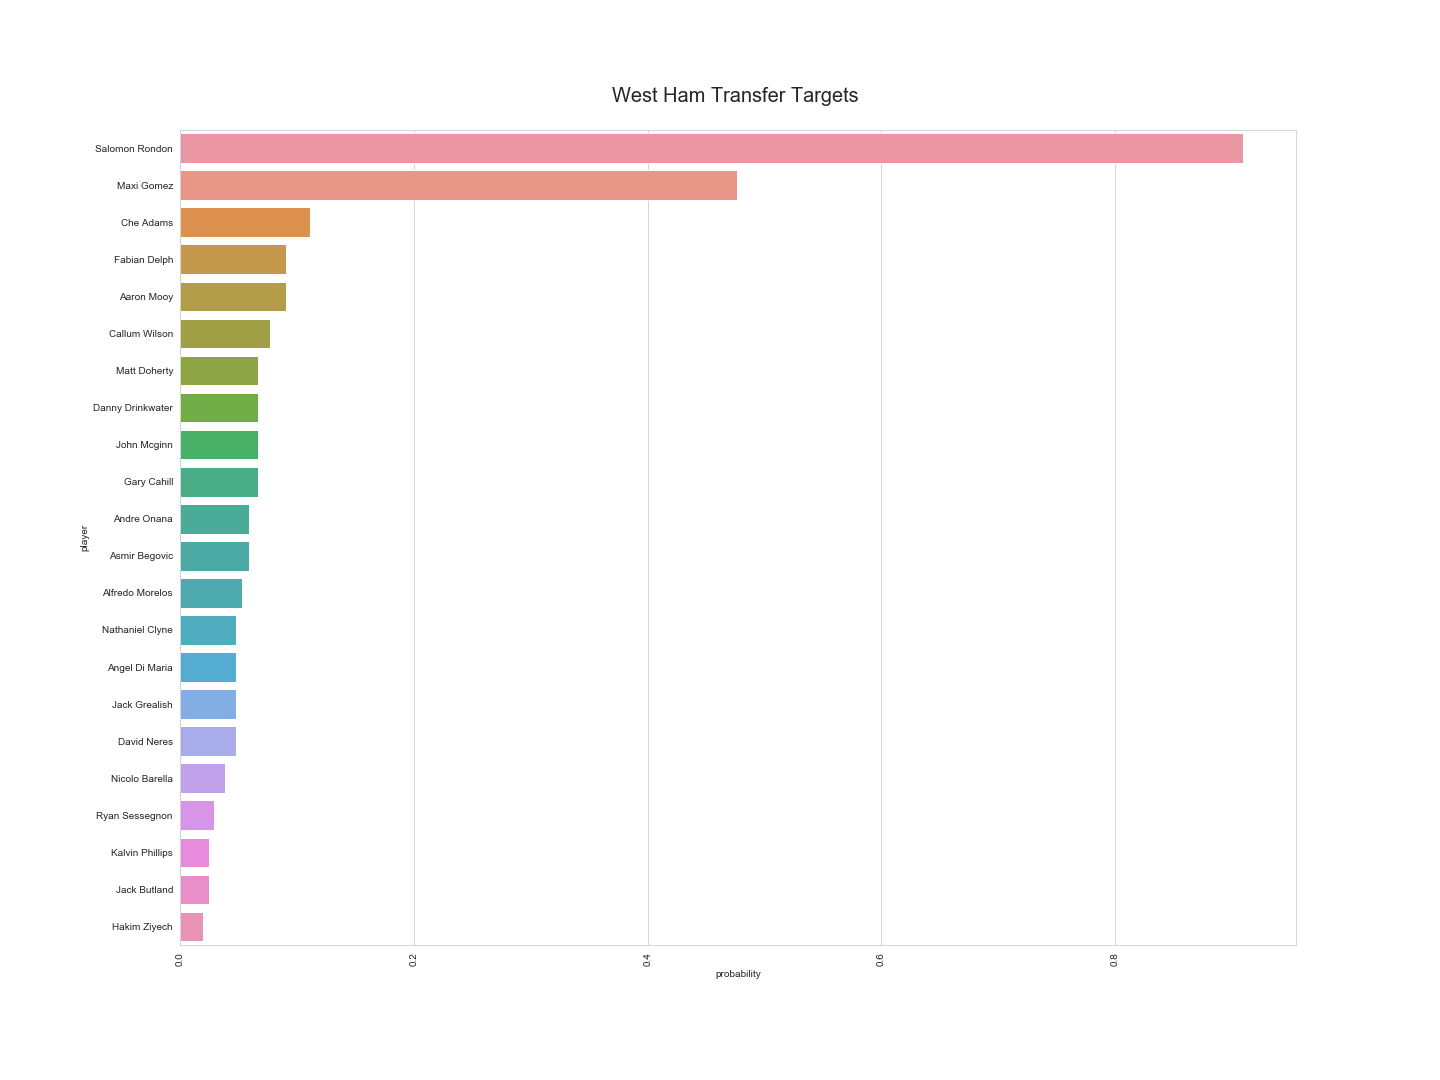 West Ham Transfer Targets
Salomon Rondon
Maxi Gomez
Che Adams
Fabian Delph
Aaron Mooy
Callum Wilson
Matt Doherty
Danny Drinkwater
John Mcginn
Gary Cahill
Andre Onana
Asmir Begovic
Alfredo Morelos
Nathaniel Clyne
Angel Di Maria
Jack Grealish
David Neres
Nicolo Barella
Ryan Sessegnon
Kalvin Phillips
Jack Butland
Hakim Ziyech
player
0.0
0.2
0.4
0.6
0.8
probability